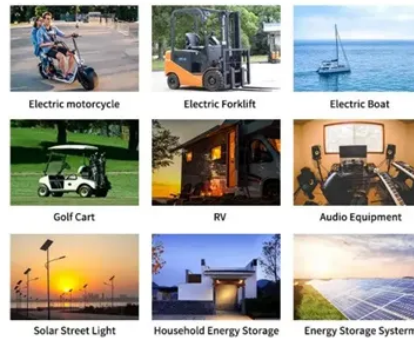 Electric motorcycle
Electric Forklift
Electric Boat
Golf Cart
RV
Audio Equipment
Solar Street Light
Household Energy Storage
Energy Storage Systerm